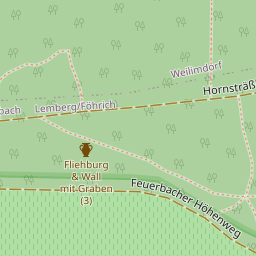 Weilimdorf
Hornstraß
bach
Lemberg/Föhrich
Fliehburg
& Wall
mit Graben
(3)
Feuerbacher Höhenweg